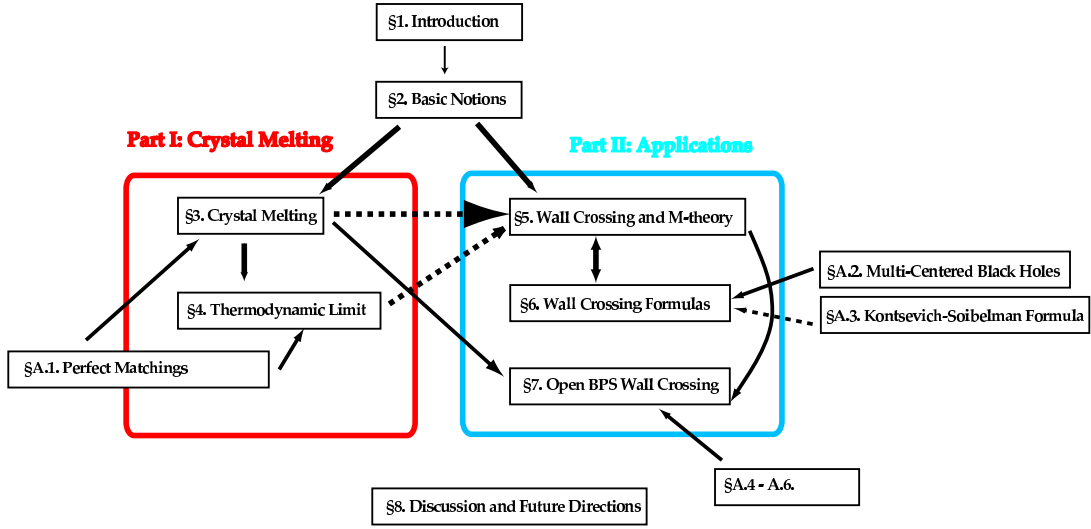 §1. Introduction
§2. Basic Notions
Part I: Crystal Melting
Part II: Applications
§3. Crystal Melting
§5. Wall Crossing and M-theory
§A.2. Multi-Centered Black Holes
§4. Thermodynamic Limit
§6. Wall Crossing Formulas
§A.3. Kontsevich-Soibelman Formula
§A.1. Perfect Matchings
§7. Open BPS Wall Crossing
§A.4 - A.6.
§8. Discussion and Future Directions